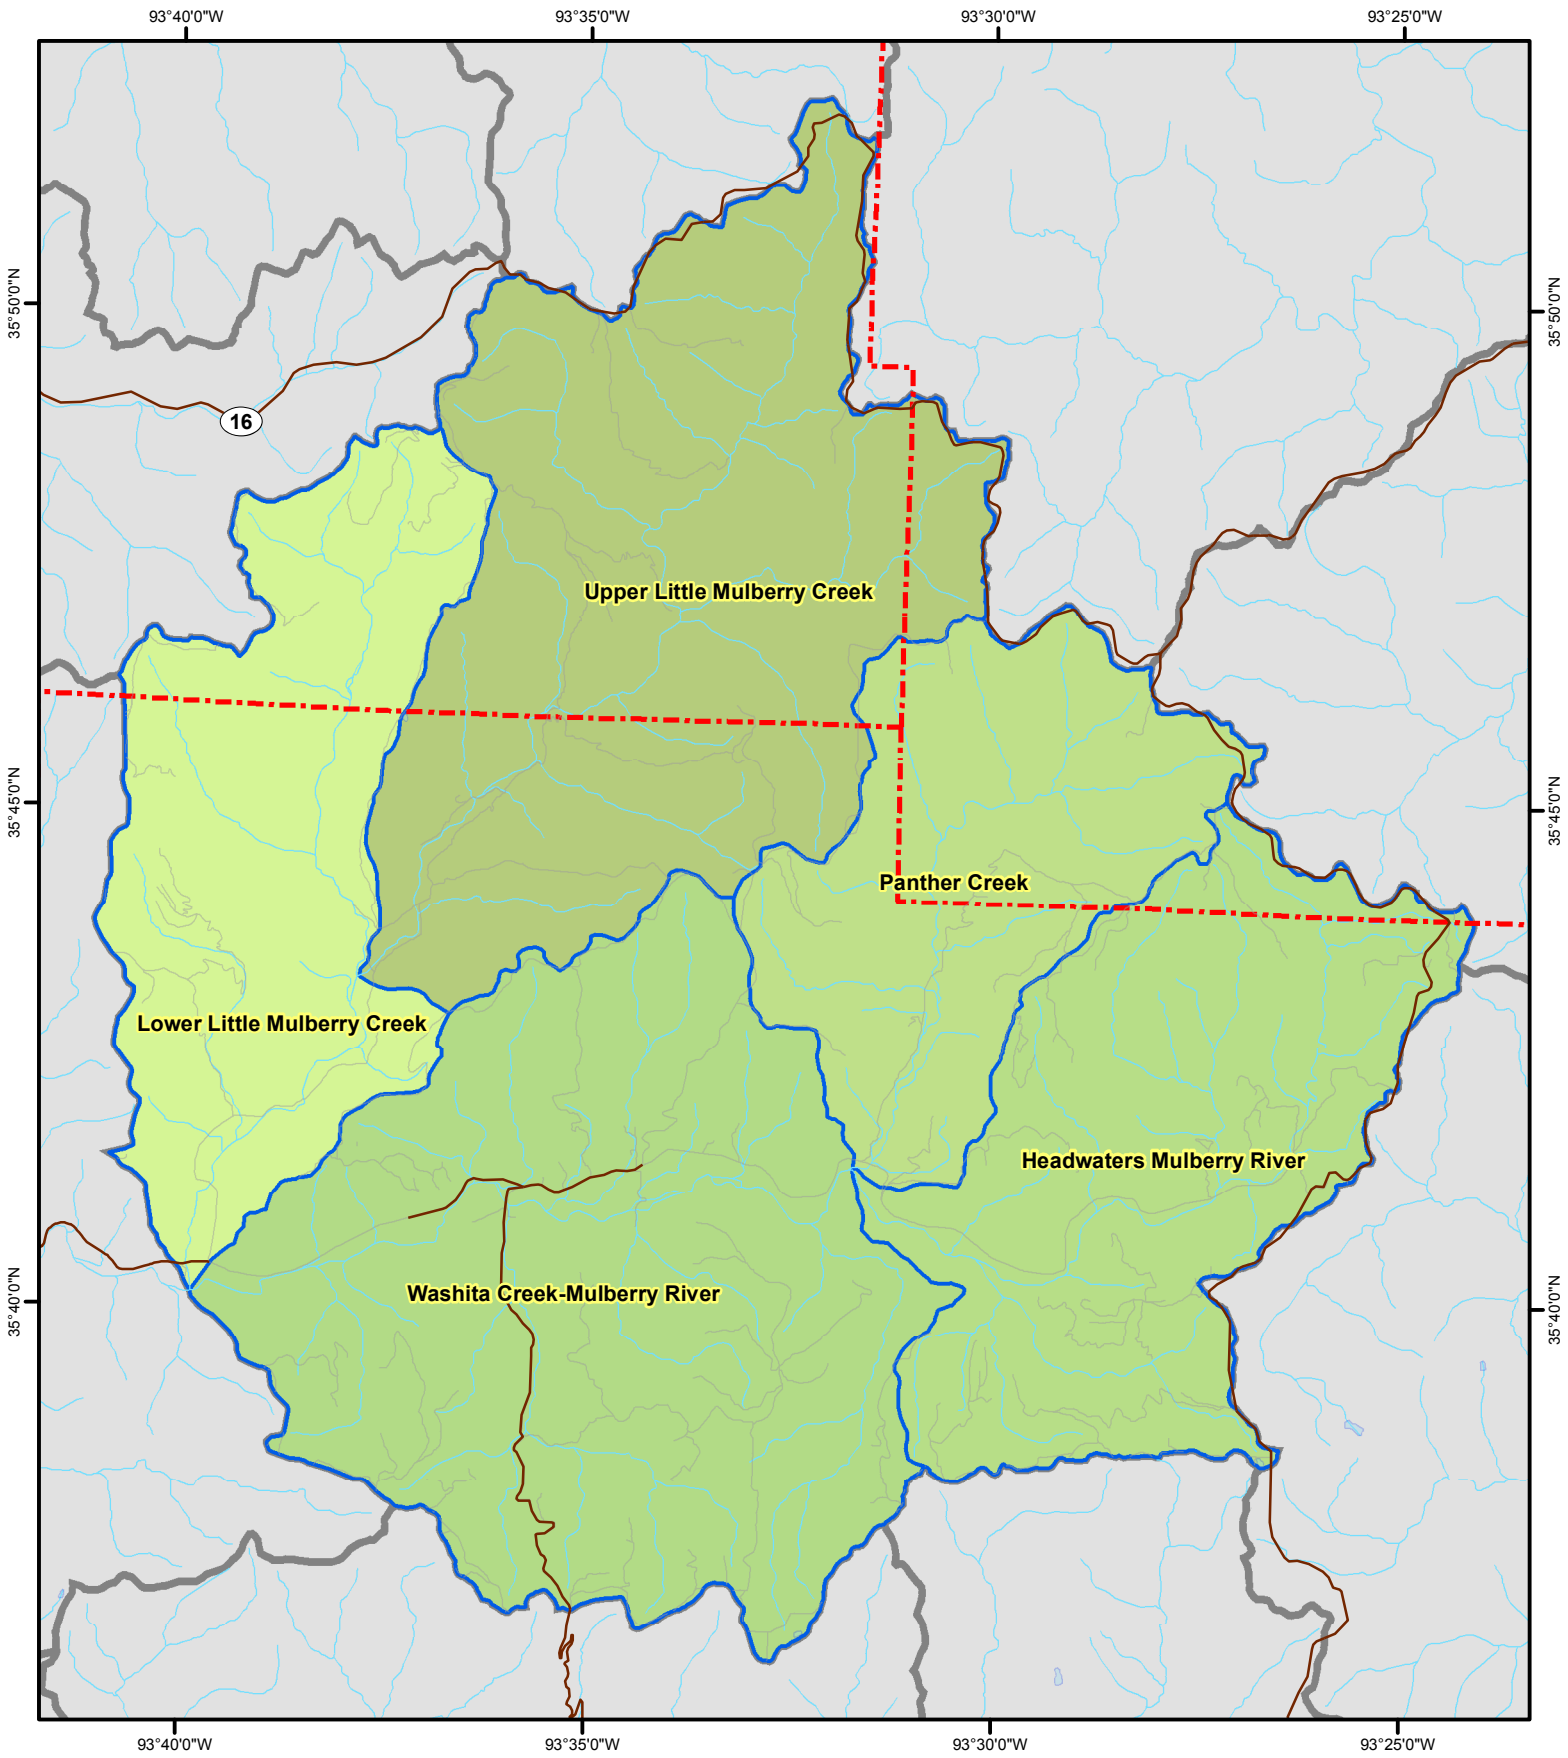 93°40'0"W 93°35'0"W 93°30'0"W 93°25'0"W
35°50'0"N
35°50'0"N
16
Upper Little Mulberry Creek
35°45'0"N
35°45'0"N
Panther Creek
Lower Little Mulberry Creek
Headwaters Mulberry River
Washita Creek-Mulberry River
35°40'0"N
35°40'0"N
93°40'0"W 93°35'0"W 93°30'0"W 93°25'0"W